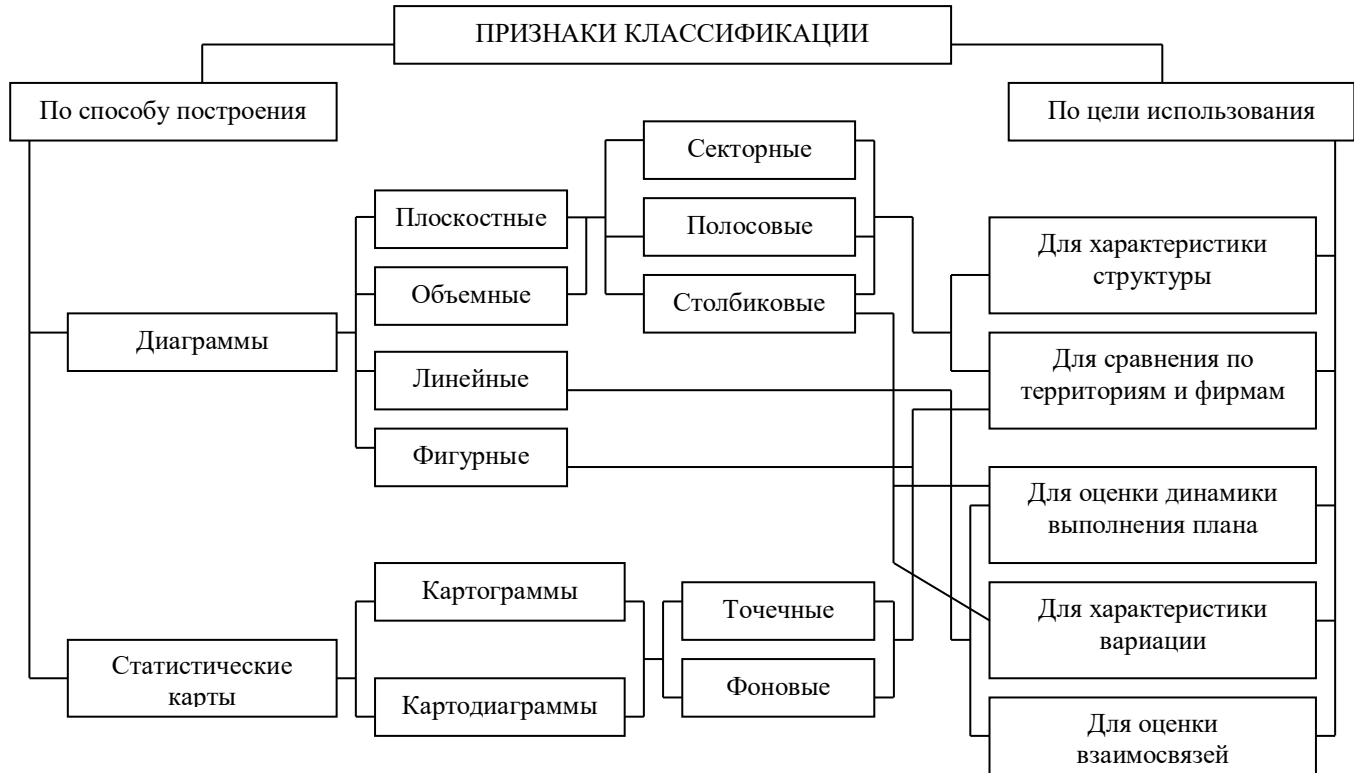 ПРИЗНАКИ КЛАССИФИКАЦИИ
По способу построения
По цели использования
Секторные
Плоскостные
Полосовые
Для характеристики
структуры
Объемные
Столбиковые
Диаграммы
Линейные
Для сравнения по
территориям и фирмам
Фигурные
Для оценки динамики
выполнения плана
Картограммы
Точечные
Для характеристики
вариации
Статистические
карты
Фоновые
Картодиаграммы
Для оценки
взаимосвязей